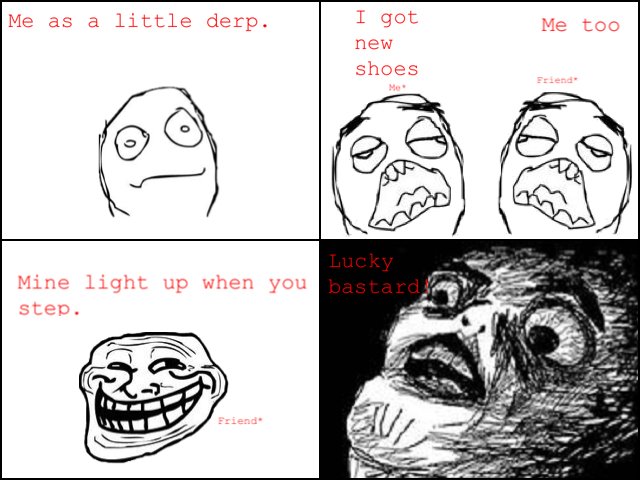 Me as a little derp.
I got
new
shoes
Me*
Me too
Friend*
Mine light up when you
step.
Friend*
Lucky
bastard!